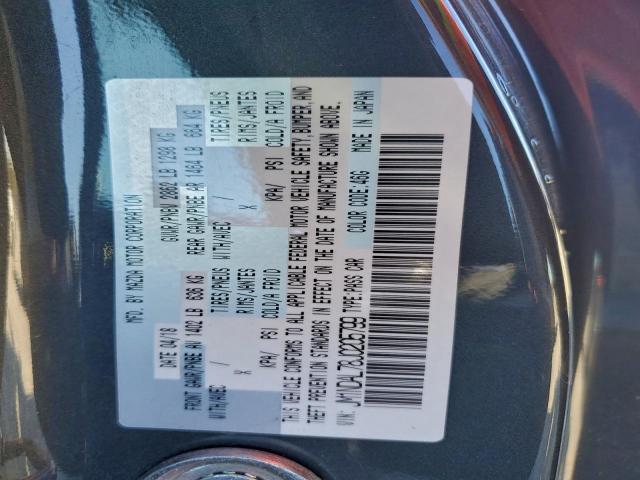 MFD. BY MAZDA MOTOR CORPORATION
DATE 04/18 GVWR/PNBV 2862 LB 1298 KG
FRONT GAWR/PNBE AV 1402 LB 636 KG REAR GAWR/PNBE AR 1464 LB 664 KG
WITH/AVEC / TIRES/PNEUS WITH/AVEC / TIRES/PNEUS
X RIMS/JANTES X RIMS/JANTES
KPA/ PSI COLD/A FROID KPA/ PSI COLD/A FROID
THIS VEHICLE CONFORMS TO ALL APPLICABLE FEDERAL MOTOR VEHICLE SAFETY, BUMPER, AND
THEFT PREVENTION STANDARDS IN EFFECT ON THE DATE OF MANUFACTURE SHOWN ABOVE.
VIN: JM1NDAL78J0205799 TYPE:PASS CAR
COLOR CODE:A6G MADE IN JAPAN